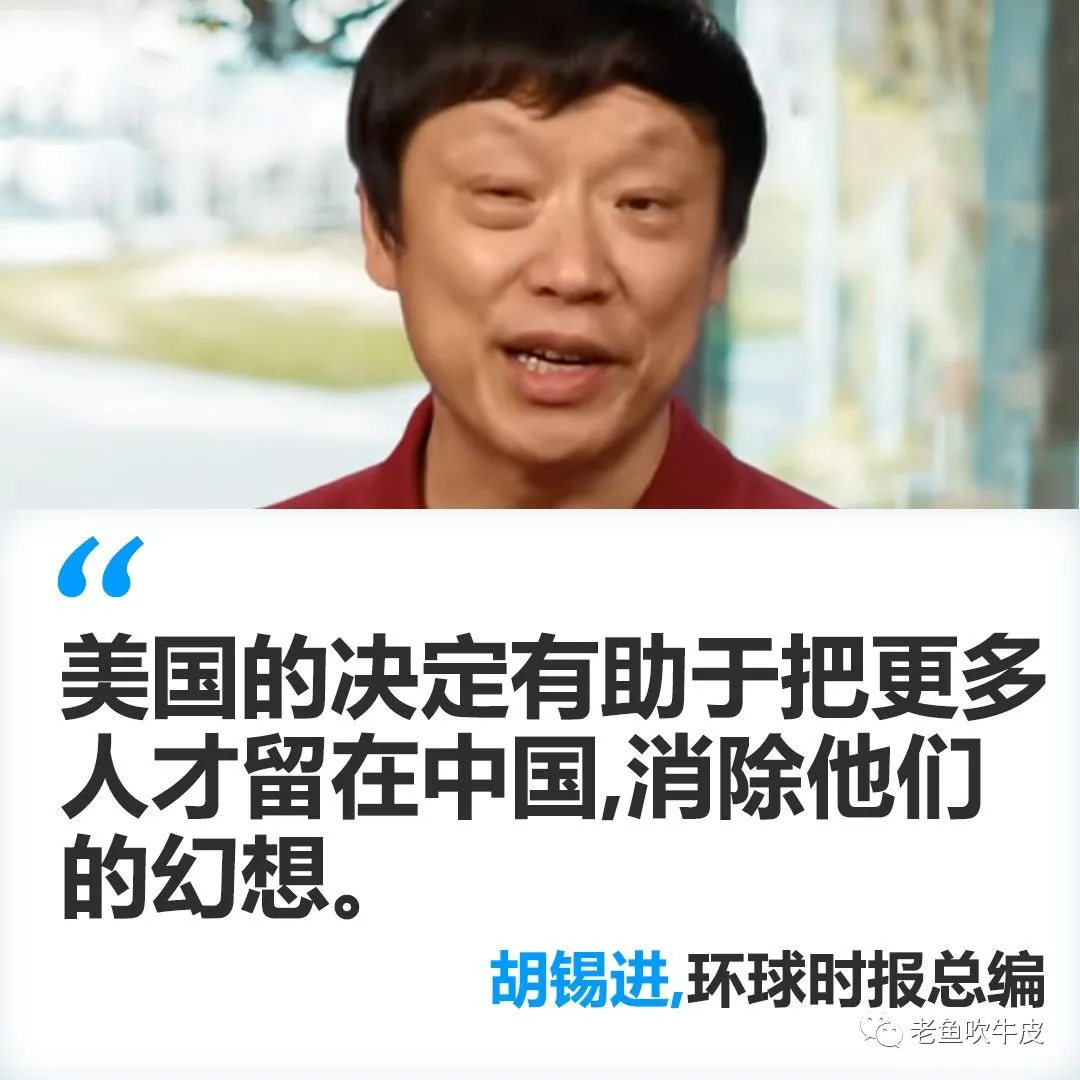 “
美国的决定有助于把更多
人才留在中国,消除他们
的幻想。
胡锡进,环球时报总编
老鱼吹牛皮